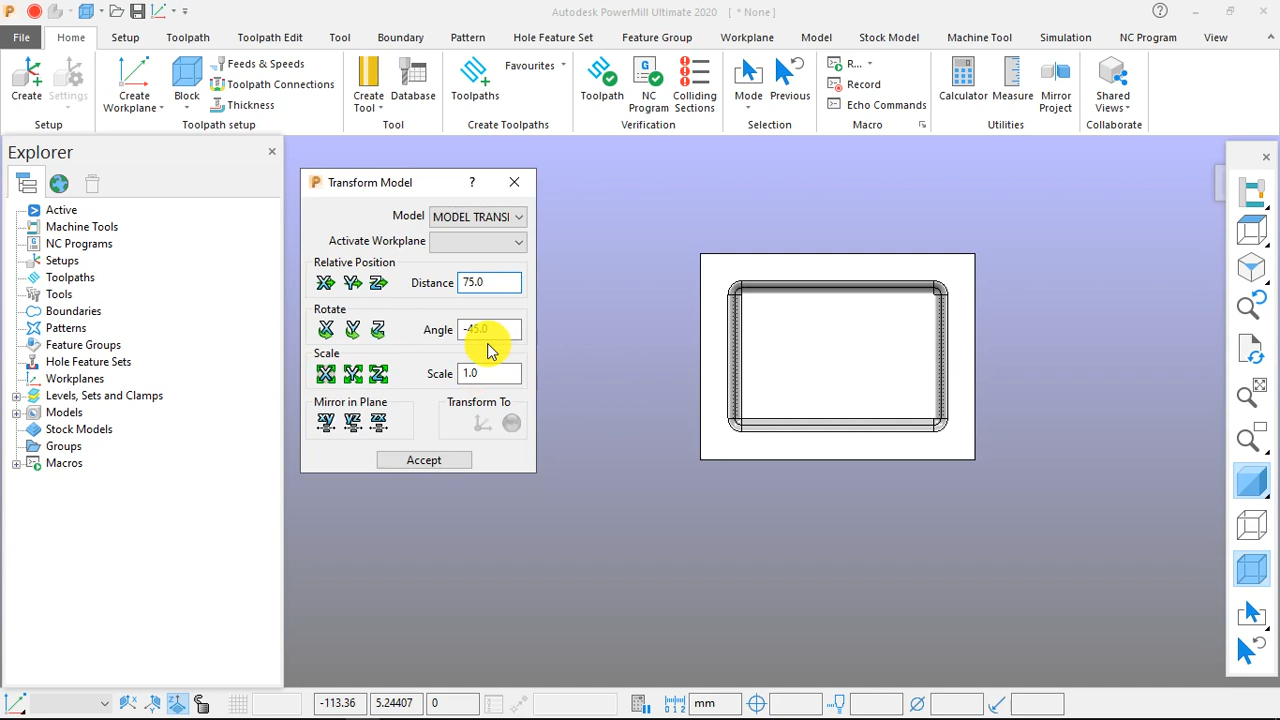 Autodesk PowerMill Ultimate 2020 [ * None ]
File Home Setup Toolpath Toolpath Edit Tool Boundary Pattern Hole Feature Set Feature Group Workplane Model Stock Model Machine Tool Simulation NC Program View
Create
Settings
Setup
Create Workplane
Block
Feeds & Speeds
Toolpath Connections
Thickness
Toolpath setup
Create Tool
Database
Tool
Toolpaths
Favourites
Create Toolpaths
Toolpath
NC Program
Colliding Sections
Verification
Mode
Previous
Selection
R...
Record
Echo Commands
Macro
Calculator
Measure
Mirror Project
Utilities
Shared Views
Collaborate
Explorer
Active
Machine Tools
NC Programs
Setups
Toolpaths
Tools
Boundaries
Patterns
Feature Groups
Hole Feature Sets
Workplanes
Levels, Sets and Clamps
Models
Stock Models
Groups
Macros
Transform Model ?
Model MODEL TRANSI
Activate Workplane
Relative Position
X Y Z Distance 75.0
Rotate
X Y Z Angle -45.0
Scale
X Y Z Scale 1.0
Mirror in Plane Transform To
xy yz zx
Accept
-113.36 5.24407 0 mm